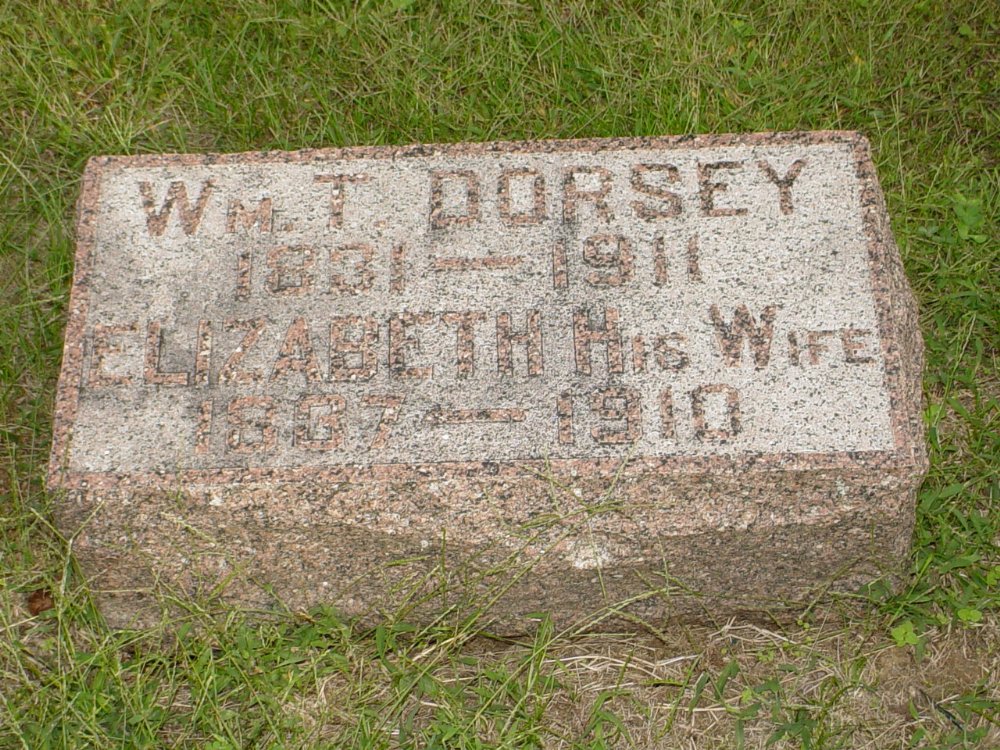 WM. T. DORSEY
1831 — 1911
ELIZABETH HIS WIFE
1837 — 1910